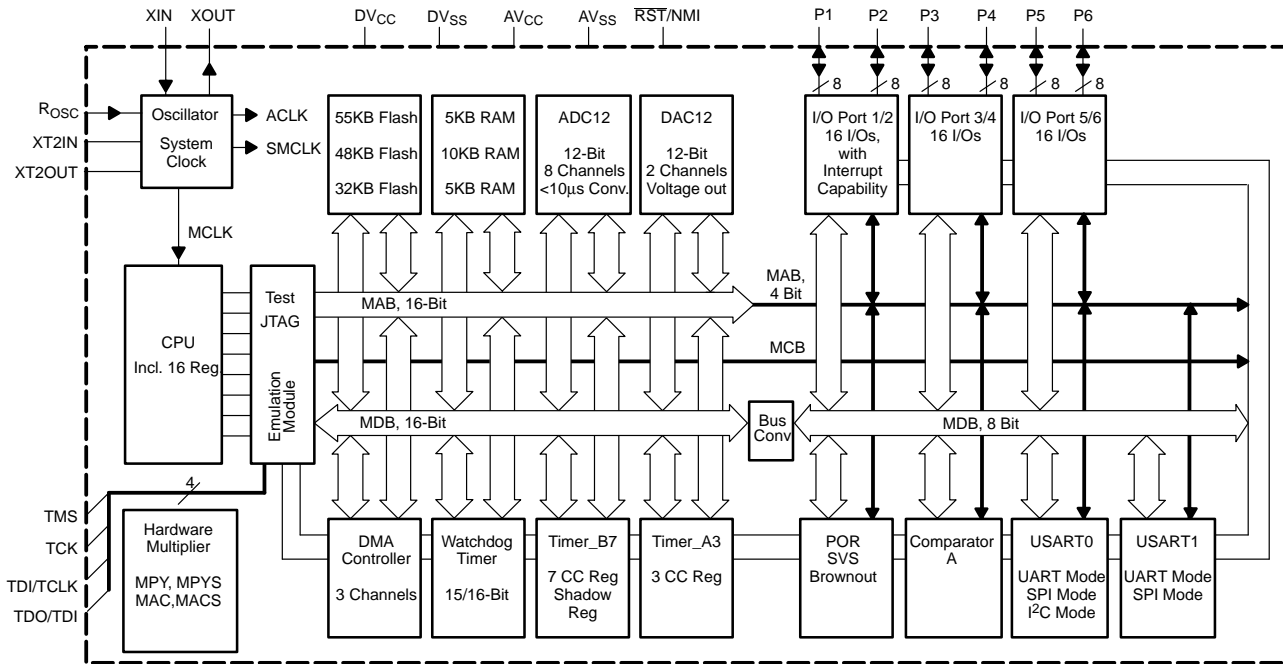 XIN
XOUT
DVCC
DVSS
AVCC
AVSS
RST/NMI
P1
P2
P3
P4
P5
P6
8
8
8
8
8
8
ROSC
XT2IN
XT2OUT
Oscillator
System
Clock
ACLK
SMCLK
MCLK
55KB Flash
48KB Flash
32KB Flash
5KB RAM
10KB RAM
5KB RAM
ADC12
12-Bit
8 Channels
<10µs Conv.
DAC12
12-Bit
2 Channels
Voltage out
I/O Port 1/2
16 I/Os,
with
Interrupt
Capability
I/O Port 3/4
16 I/Os
I/O Port 5/6
16 I/Os
CPU
Incl. 16 Reg.
Test
JTAG
Emulation
Module
MAB, 16-Bit
MAB,
4 Bit
MCB
MDB, 16-Bit
Bus
Conv
MDB, 8 Bit
4
TMS
TCK
TDI/TCLK
TDO/TDI
Hardware
Multiplier
MPY, MPYS
MAC,MACS
DMA
Controller
3 Channels
Watchdog
Timer
15/16-Bit
Timer_B7
7 CC Reg
Shadow
Reg
Timer_A3
3 CC Reg
POR
SVS
Brownout
Comparator
A
USART0
UART Mode
SPI Mode
I²C Mode
USART1
UART Mode
SPI Mode